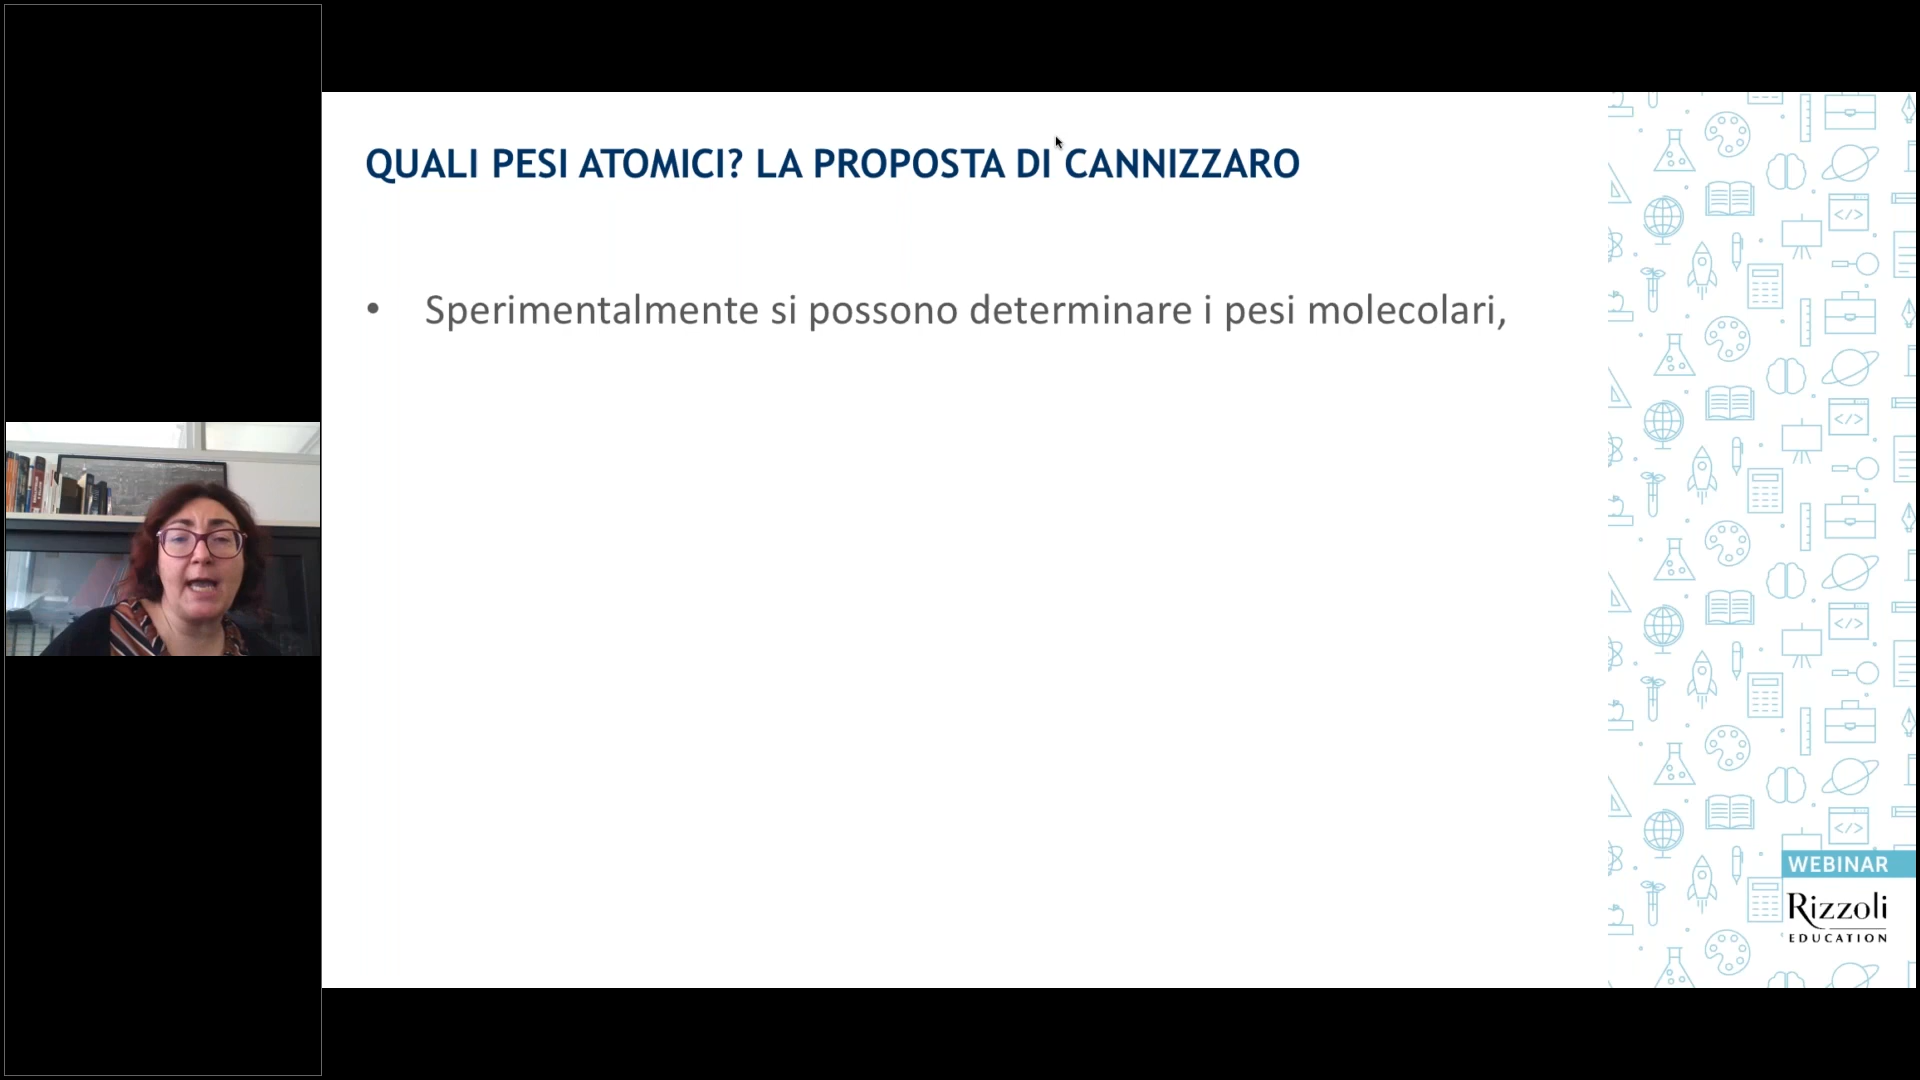 QUALI PESI ATOMICI? LA PROPOSTA DI CANNIZZARO
• Sperimentalmente si possono determinare i pesi molecolari,
WEBINAR
Rizzoli
EDUCATION